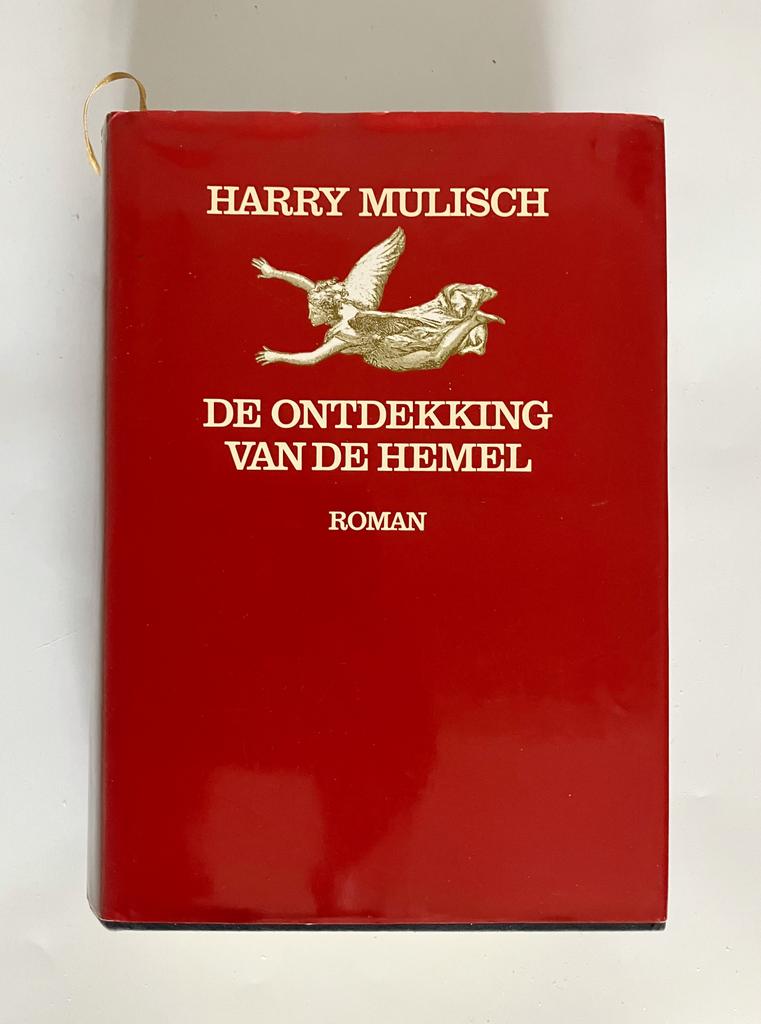 HARRY MULISCH
DE ONTDEKKING
VAN DE HEMEL
ROMAN